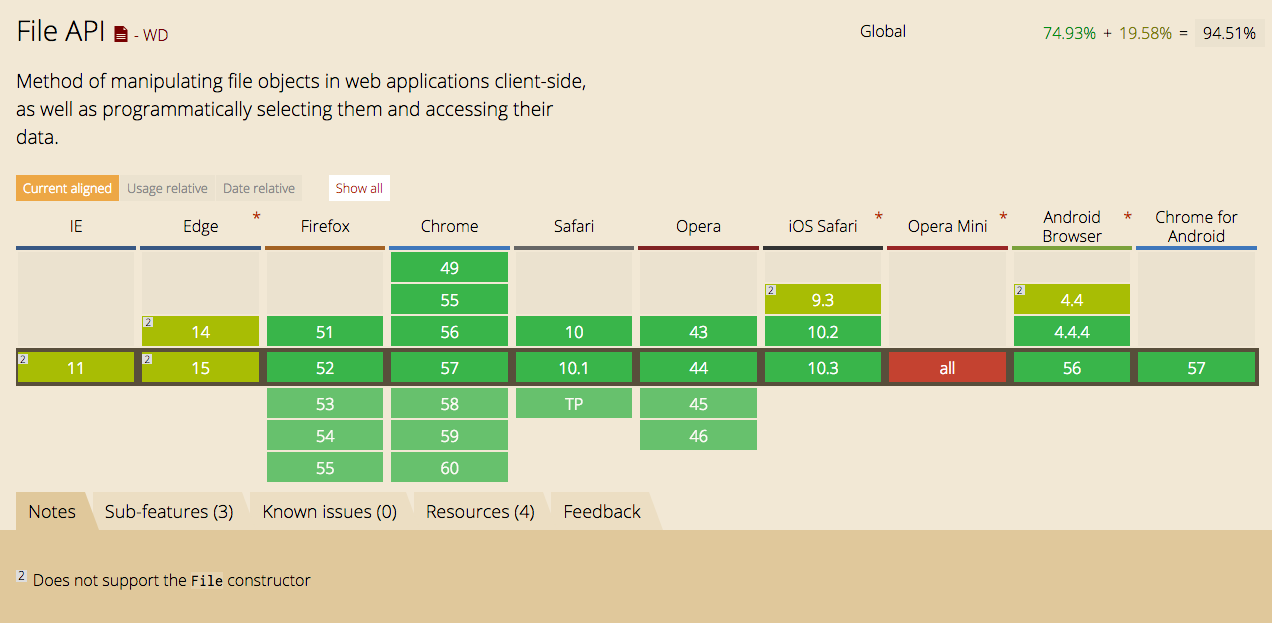 File API - WD
Global
74.93% + 19.58% = 94.51%
Method of manipulating file objects in web applications client-side,
as well as programmatically selecting them and accessing their
data.
Current aligned Usage relative Date relative Show all
IE Edge * Firefox Chrome Safari Opera iOS Safari * Opera Mini * Android Browser * Chrome for Android
49
55 2 9.3 2 4.4
2 14 51 56 10 43 10.2 4.4.4
2 11 2 15 52 57 10.1 44 10.3 all 56 57
53 58 TP 45
54 59 46
55 60
Notes Sub-features (3) Known issues (0) Resources (4) Feedback
2 Does not support the File constructor